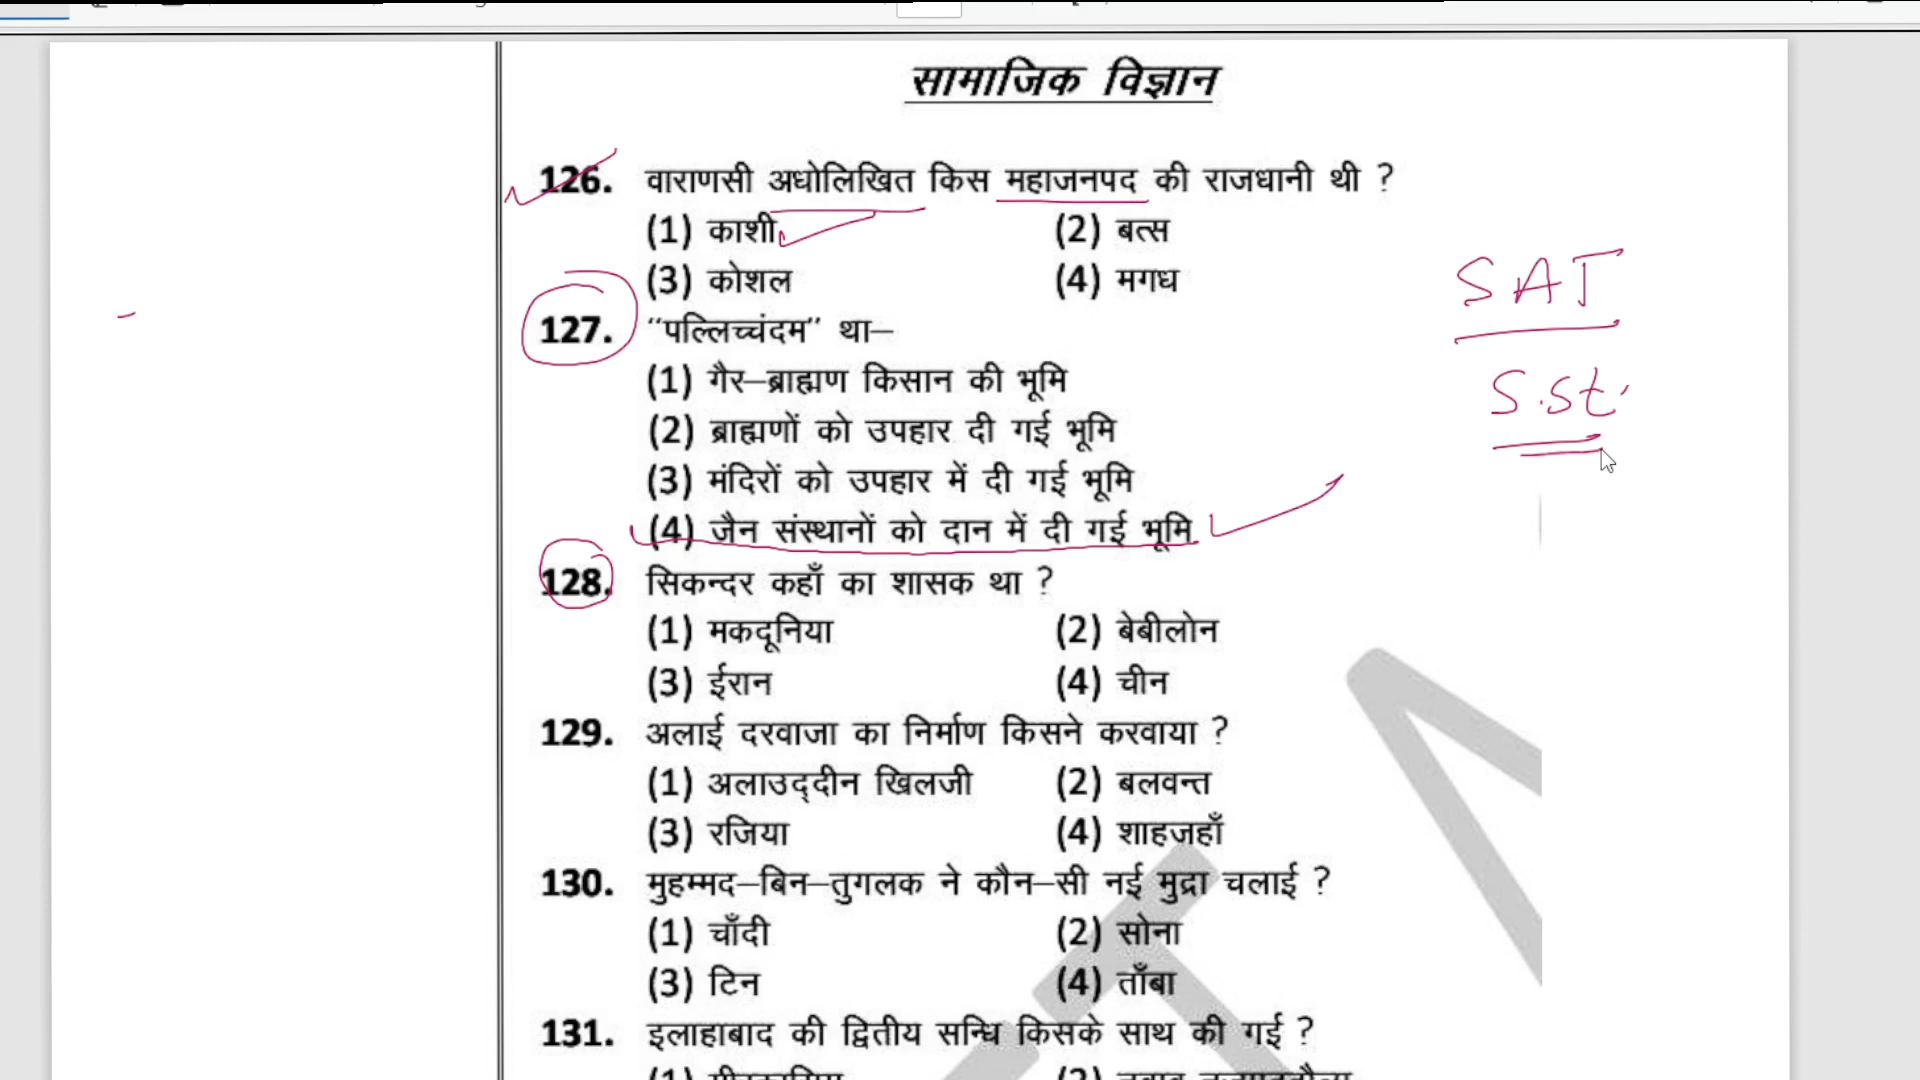 सामाजिक विज्ञान
126. वाराणसी अधोलिखित किस महाजनपद की राजधानी थी ?
(1) काशी (2) बत्स
(3) कोशल (4) मगध
SAT
127. “पल्लिच्चंदम” था–
(1) गैर–ब्राह्मण किसान की भूमि
S.St.
(2) ब्राह्मणों को उपहार दी गई भूमि
(3) मंदिरों को उपहार में दी गई भूमि
(4) जैन संस्थानों को दान में दी गई भूमि
128. सिकन्दर कहाँ का शासक था ?
(1) मकदूनिया (2) बेबीलोन
(3) ईरान (4) चीन
129. अलाई दरवाजा का निर्माण किसने करवाया ?
(1) अलाउद्दीन खिलजी (2) बलवन्त
(3) रजिया (4) शाहजहाँ
130. मुहम्मद–बिन–तुगलक ने कौन–सी नई मुद्रा चलाई ?
(1) चाँदी (2) सोना
(3) टिन (4) ताँबा
131. इलाहाबाद की द्वितीय सन्धि किसके साथ की गई ?